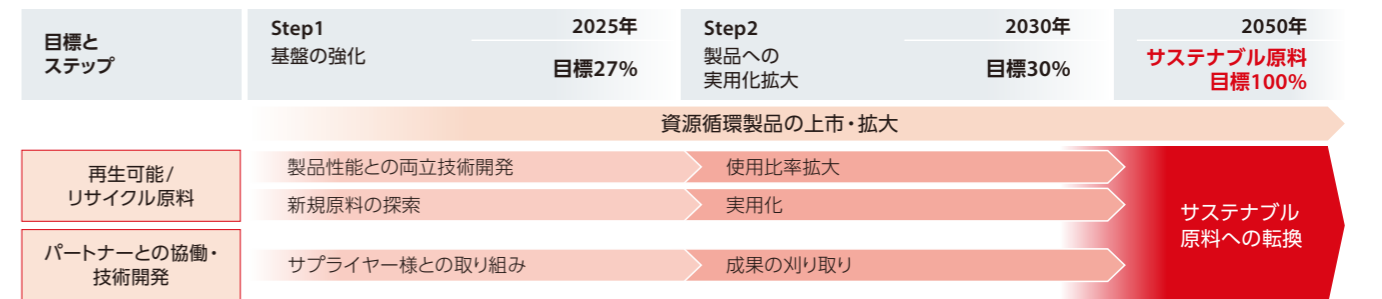 目標と
ステップ
Step1
基盤の強化
2025年
目標27%
Step2
製品への
実用化拡大
2030年
目標30%
2050年
サステナブル原料
目標100%
資源循環製品の上市・拡大
再生可能/
リサイクル原料
製品性能との両立技術開発
使用比率拡大
新規原料の探索
実用化
パートナーとの協働・
技術開発
サプライヤー様との取り組み
成果の刈り取り
サステナブル
原料への転換